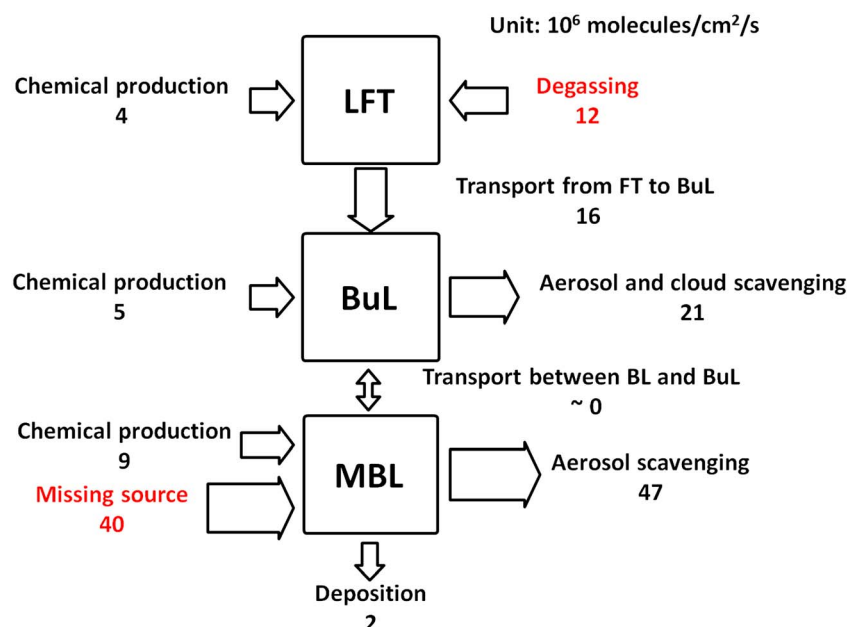 Unit: 10⁶ molecules/cm²/s
Chemical production
4
LFT
Degassing
12
Transport from FT to BuL
16
Chemical production
5
BuL
Aerosol and cloud scavenging
21
Transport between BL and BuL
~ 0
Chemical production
9
Missing source
40
MBL
Aerosol scavenging
47
Deposition
2